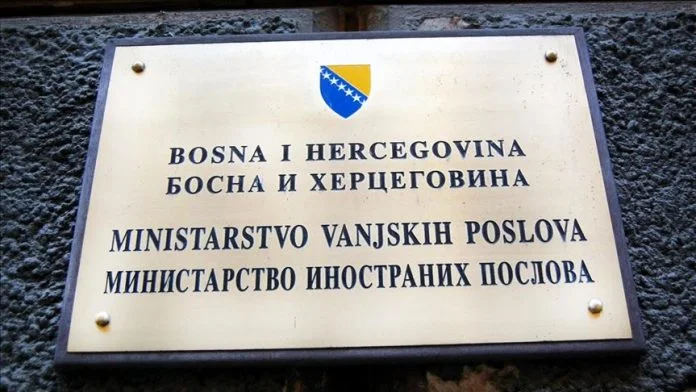 BOSNA I HERCEGOVINA
БОСНА И ХЕРЦЕГОВИНА
MINISTARSTVO VANJSKIH POSLOVA
МИНИСТАРСТВО ИНОСТРАНИХ ПОСЛОВА